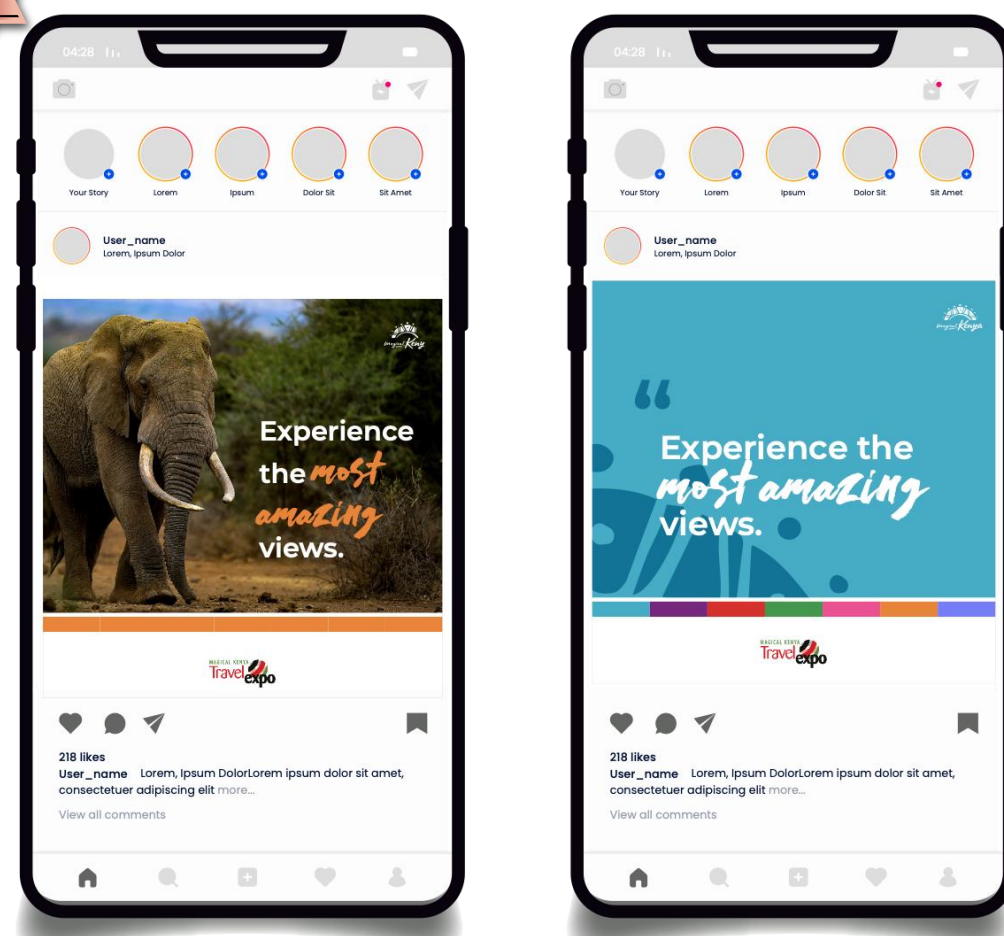 04:28
Your Story
Lorem
Ipsum
Dolor Sit
Sit Amet
User_name
Lorem, Ipsum Dolor
magical Kenya
Experience
the most
amazing
views.
MAGICAL KENYA
Travel expo
218 likes
User_name Lorem, Ipsum DolorLorem ipsum dolor sit amet,
consectetuer adipiscing elit more...
View all comments
04:28
Your Story
Lorem
Ipsum
Dolor Sit
Sit Amet
User_name
Lorem, Ipsum Dolor
magical Kenya
“
Experience the
most amazing
views.
MAGICAL KENYA
Travel expo
218 likes
User_name Lorem, Ipsum DolorLorem ipsum dolor sit amet,
consectetuer adipiscing elit more...
View all comments